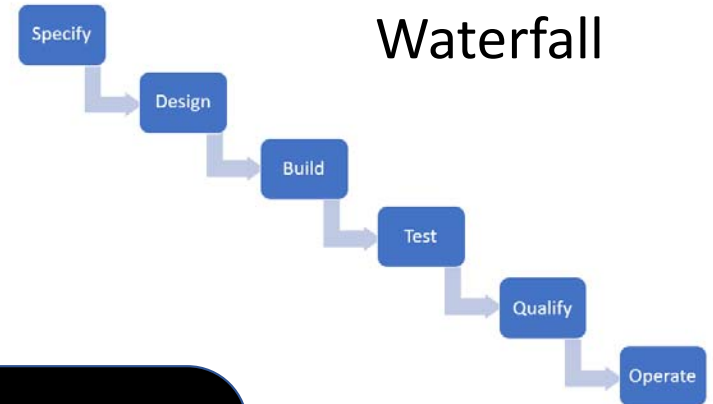 Waterfall
Specify
Design
Build
Test
Qualify
Operate